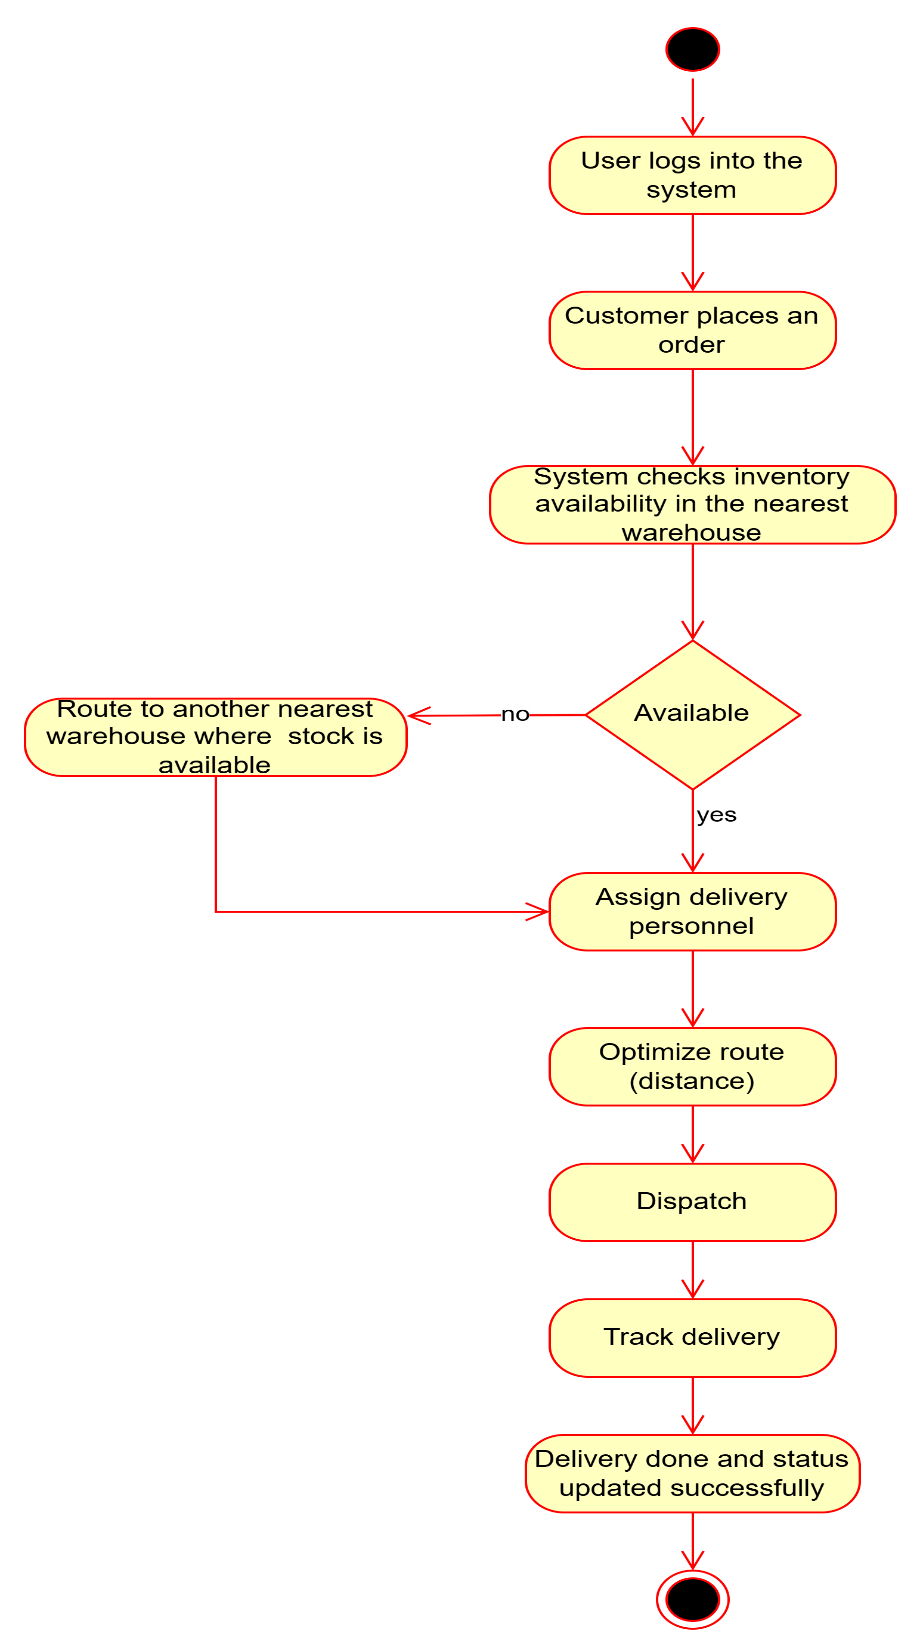 User logs into the
system
Customer places an
order
System checks inventory
availability in the nearest
warehouse
Available
no
Route to another nearest
warehouse where  stock is
available
yes
Assign delivery
personnel
Optimize route
(distance)
Dispatch
Track delivery
Delivery done and status
updated successfully